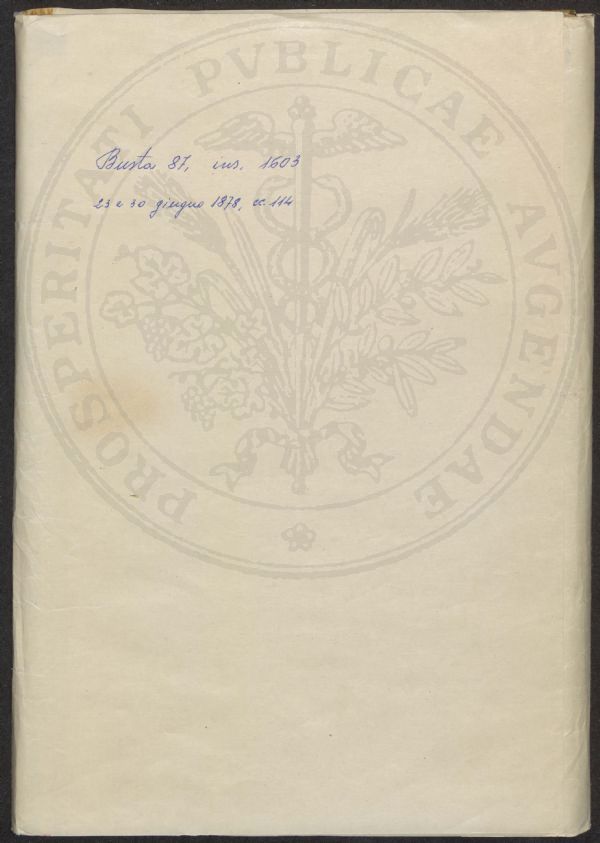 PROSPERITATI PVBLICAE AVGENDAE
Busta 87, ins. 1603
23 e 30 giugno 1878, cc. 114